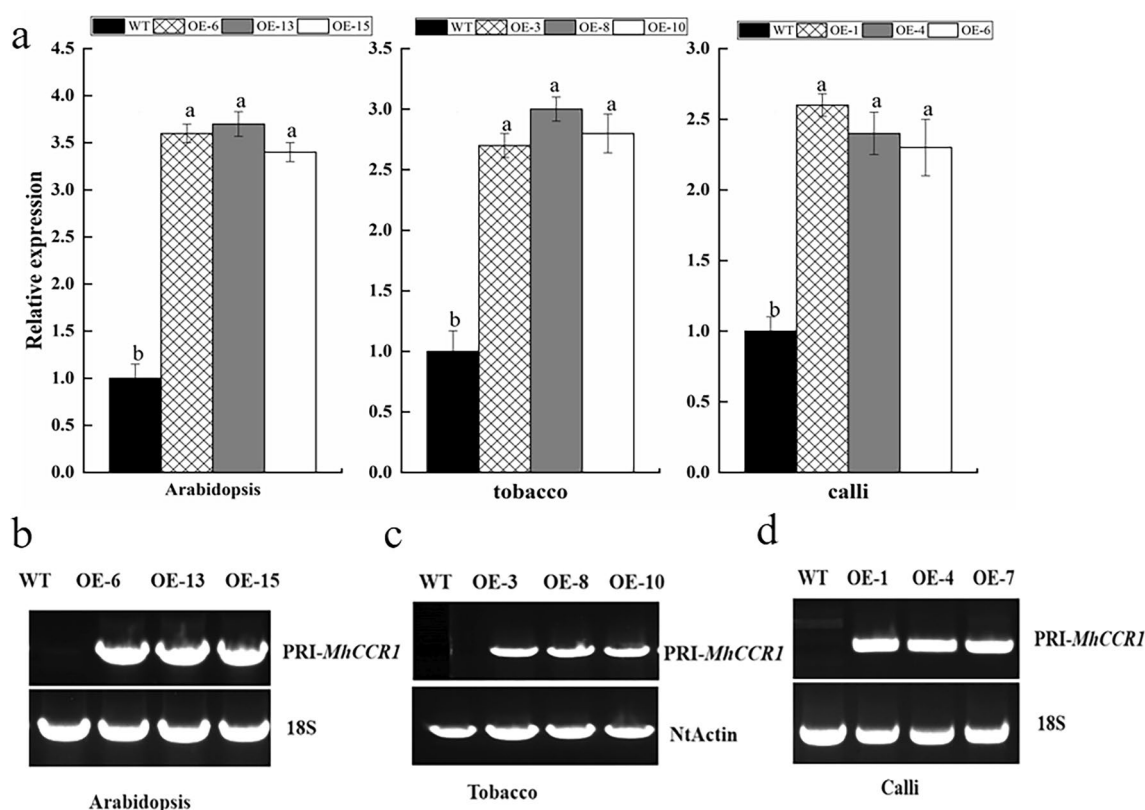 a
WT OE-6 OE-13 OE-15
WT OE-3 OE-8 OE-10
WT OE-1 OE-4 OE-6
Relative expression
4.5
4.0
3.5
3.0
2.5
2.0
1.5
1.0
0.5
0.0
b a a a
Arabidopsis
3.5
3.0
2.5
2.0
1.5
1.0
0.5
0.0
b a a a
tobacco
3.0
2.5
2.0
1.5
1.0
0.5
0.0
b a a a
calli
b
WT OE-6 OE-13 OE-15
PRI-MhCCR1
18S
Arabidopsis
c
WT OE-3 OE-8 OE-10
PRI-MhCCR1
NtActin
Tobacco
d
WT OE-1 OE-4 OE-7
PRI-MhCCR1
18S
Calli